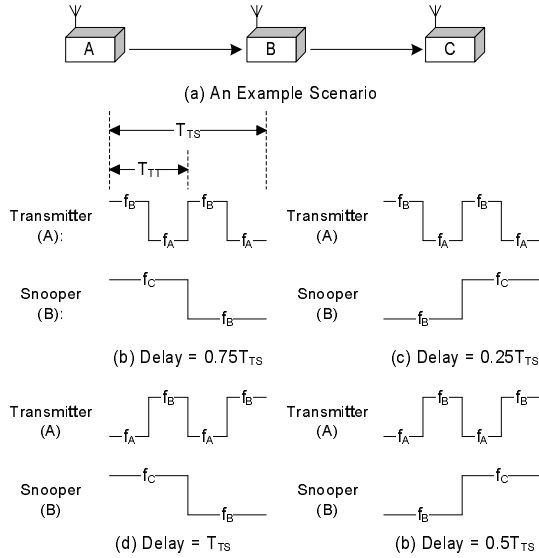 A B C
(a) An Example Scenario
T_TS
T_TT
Transmitter (A): f_B f_A f_B f_A
Snooper (B): f_C f_B
(b) Delay = 0.75T_TS
Transmitter (A) f_B f_A f_B f_A
Snooper (B) f_B f_C
(c) Delay = 0.25T_TS
Transmitter (A) f_A f_B f_A f_B
Snooper (B) f_C f_B
(d) Delay = T_TS
Transmitter (A) f_A f_B f_A f_B
Snooper (B) f_B f_C
(b) Delay = 0.5T_TS